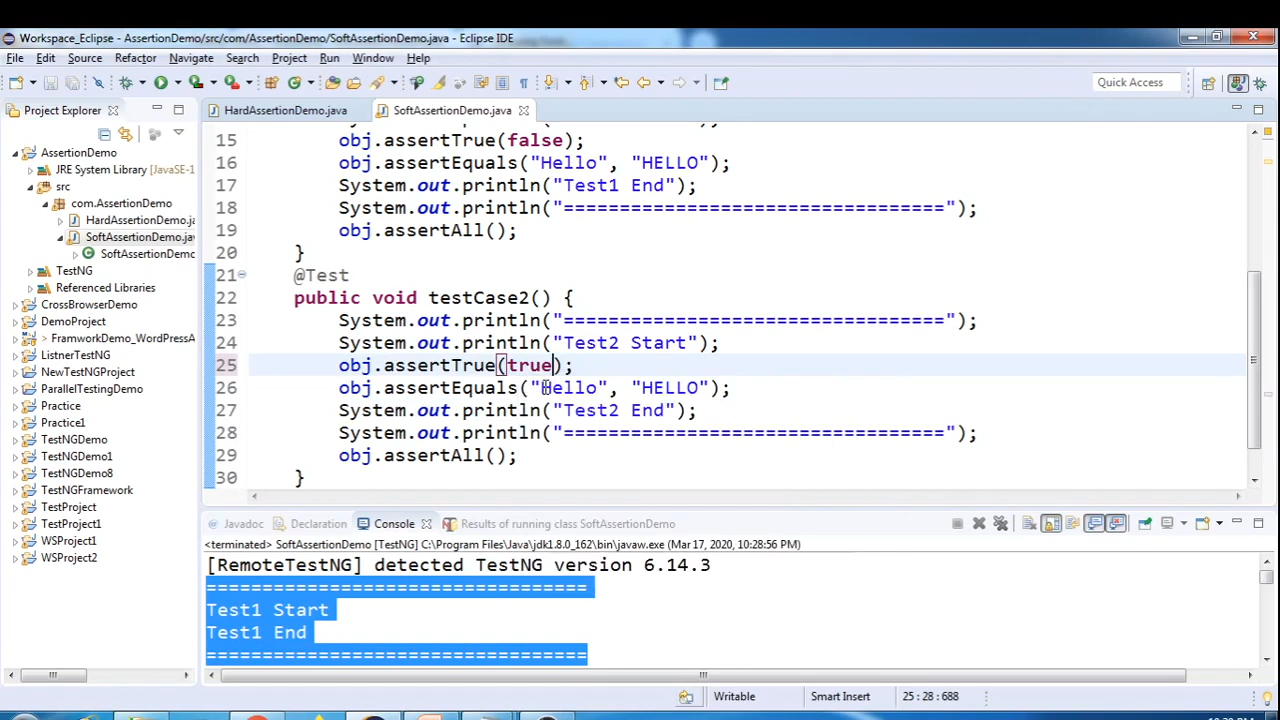 Workspace_Eclipse - AssertionDemo/src/com/AssertionDemo/SoftAssertionDemo.java - Eclipse IDE
File Edit Source Refactor Navigate Search Project Run Window Help
Quick Access
Project Explorer
HardAssertionDemo.java
SoftAssertionDemo.java
AssertionDemo
JRE System Library [JavaSE-1
src
com.AssertionDemo
HardAssertionDemo.ja
SoftAssertionDemo.jav
SoftAssertionDemo
TestNG
Referenced Libraries
CrossBrowserDemo
DemoProject
> FramworkDemo_WordPressA
ListnerTestNG
NewTestNGProject
ParallelTestingDemo
Practice
Practice1
TestNGDemo
TestNGDemo1
TestNGDemo8
TestNGFramework
TestProject
TestProject1
WSProject1
WSProject2
15 obj.assertTrue(false);
16 obj.assertEquals("Hello", "HELLO");
17 System.out.println("Test1 End");
18 System.out.println("==================================");
19 obj.assertAll();
20 }
21 @Test
22 public void testCase2() {
23 System.out.println("==================================");
24 System.out.println("Test2 Start");
25 obj.assertTrue(true);
26 obj.assertEquals("Hello", "HELLO");
27 System.out.println("Test2 End");
28 System.out.println("==================================");
29 obj.assertAll();
30 }
Javadoc Declaration Console Results of running class SoftAssertionDemo
<terminated> SoftAssertionDemo [TestNG] C:\Program Files\Java\jdk1.8.0_162\bin\javaw.exe (Mar 17, 2020, 10:28:56 PM)
[RemoteTestNG] detected TestNG version 6.14.3
==================================
Test1 Start
Test1 End
==================================
Writable Smart Insert 25 : 28 : 688